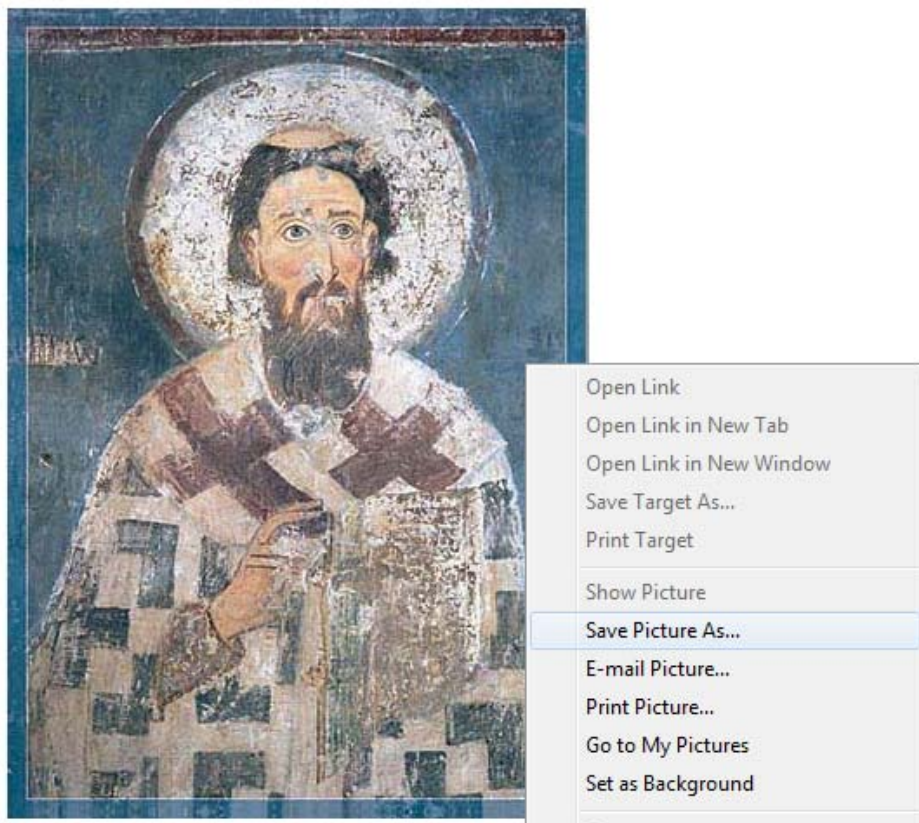 Open Link
Open Link in New Tab
Open Link in New Window
Save Target As...
Print Target
Show Picture
Save Picture As...
E-mail Picture...
Print Picture...
Go to My Pictures
Set as Background